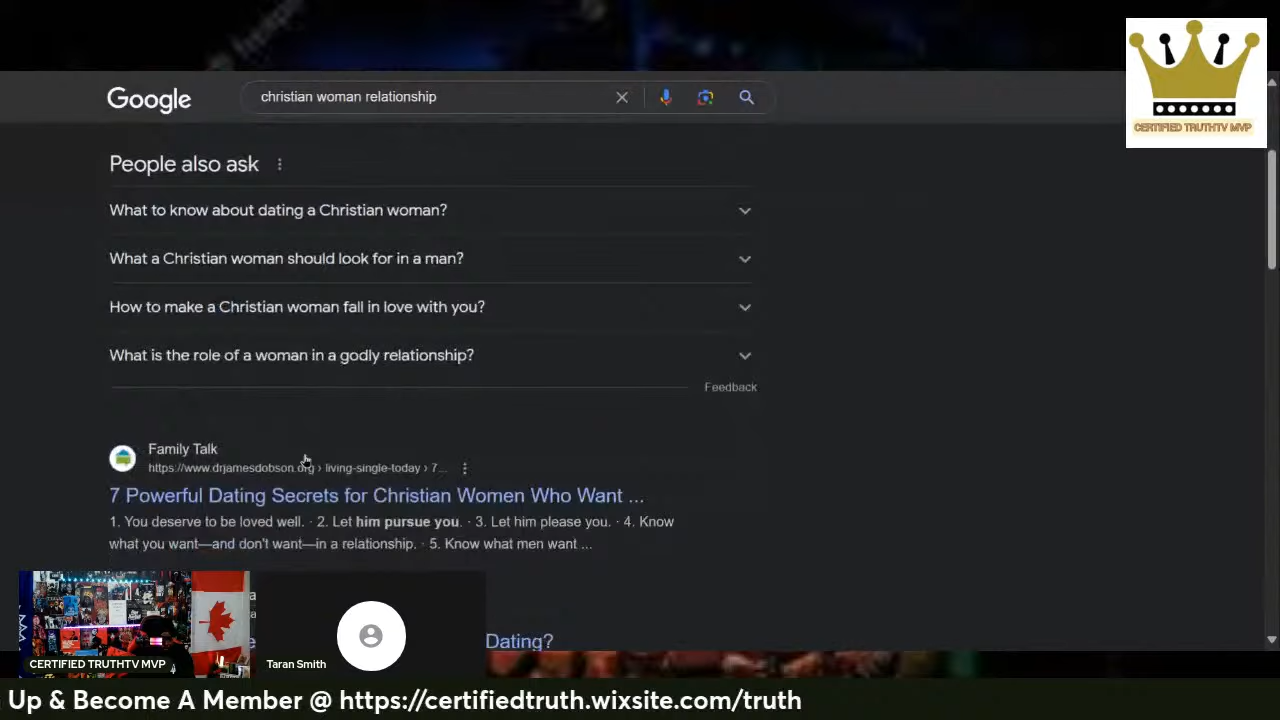 Google
christian woman relationship
CERTIFIED TRUTHTV MVP
People also ask
What to know about dating a Christian woman?
What a Christian woman should look for in a man?
How to make a Christian woman fall in love with you?
What is the role of a woman in a godly relationship?
Feedback
Family Talk
https://www.drjamesdobson.org › living-single-today › 7...
7 Powerful Dating Secrets for Christian Women Who Want ...
1. You deserve to be loved well. · 2. Let him pursue you. · 3. Let him please you. · 4. Know
what you want—and don't want—in a relationship. · 5. Know what men want ...
Dating?
CERTIFIED TRUTHTV MVP
Taran Smith
Up & Become A Member @ https://certifiedtruth.wixsite.com/truth